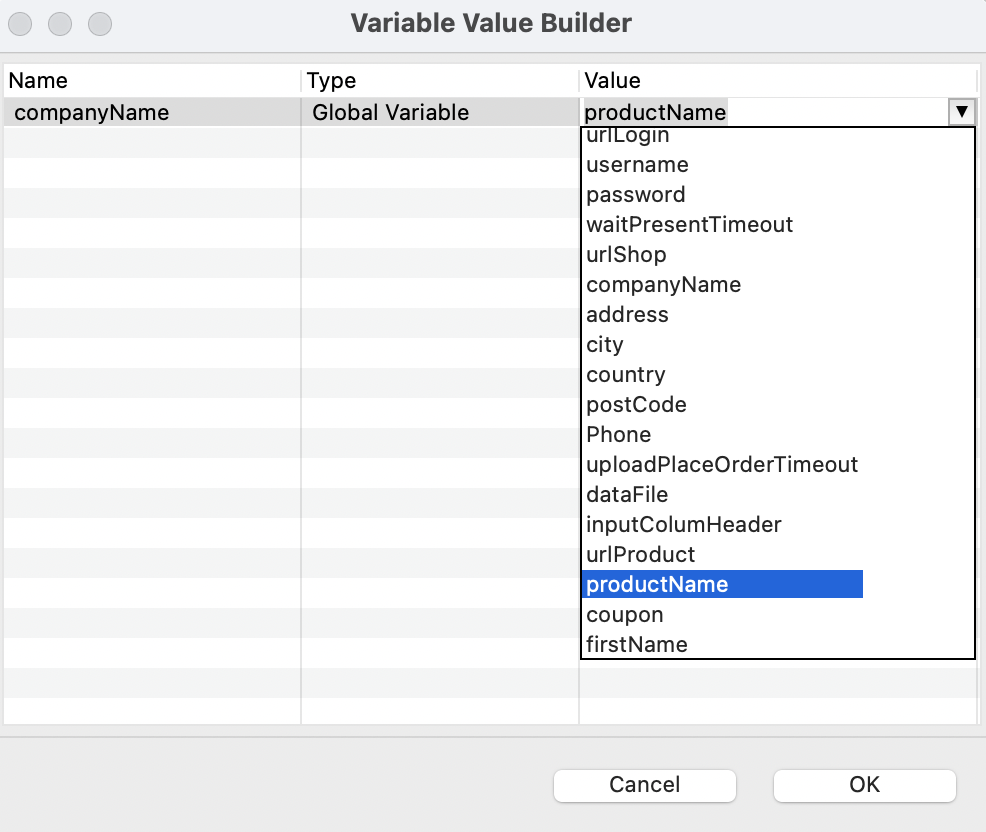 Variable Value Builder
Name Type Value
companyName Global Variable productName ▼
urlLogin
username
password
waitPresentTimeout
urlShop
companyName
address
city
country
postCode
Phone
uploadPlaceOrderTimeout
dataFile
inputColumHeader
urlProduct
productName
coupon
firstName
Cancel OK